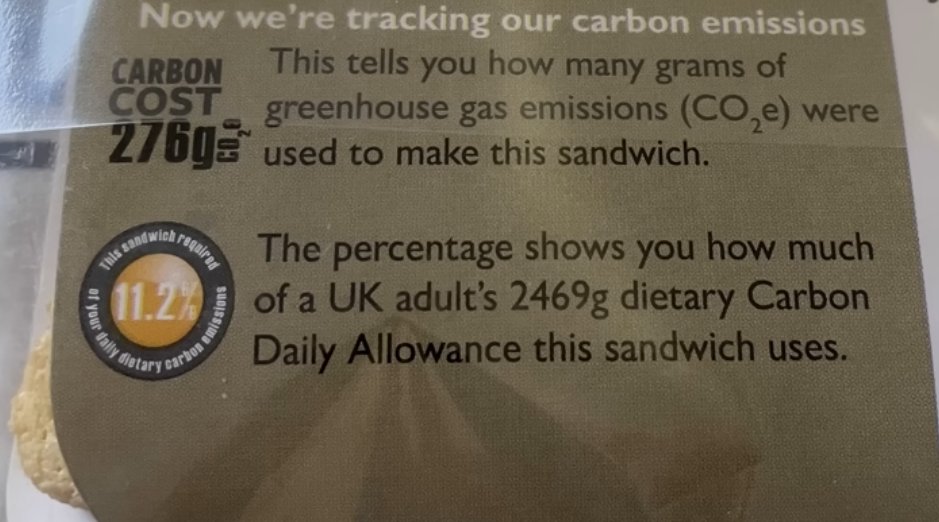 Now we're tracking our carbon emissions
CARBON
COST
276g CO₂e
This tells you how many grams of
greenhouse gas emissions (CO₂e) were
used to make this sandwich.
This sandwich required
11.2%
of your daily dietary carbon emissions
The percentage shows you how much
of a UK adult's 2469g dietary Carbon
Daily Allowance this sandwich uses.